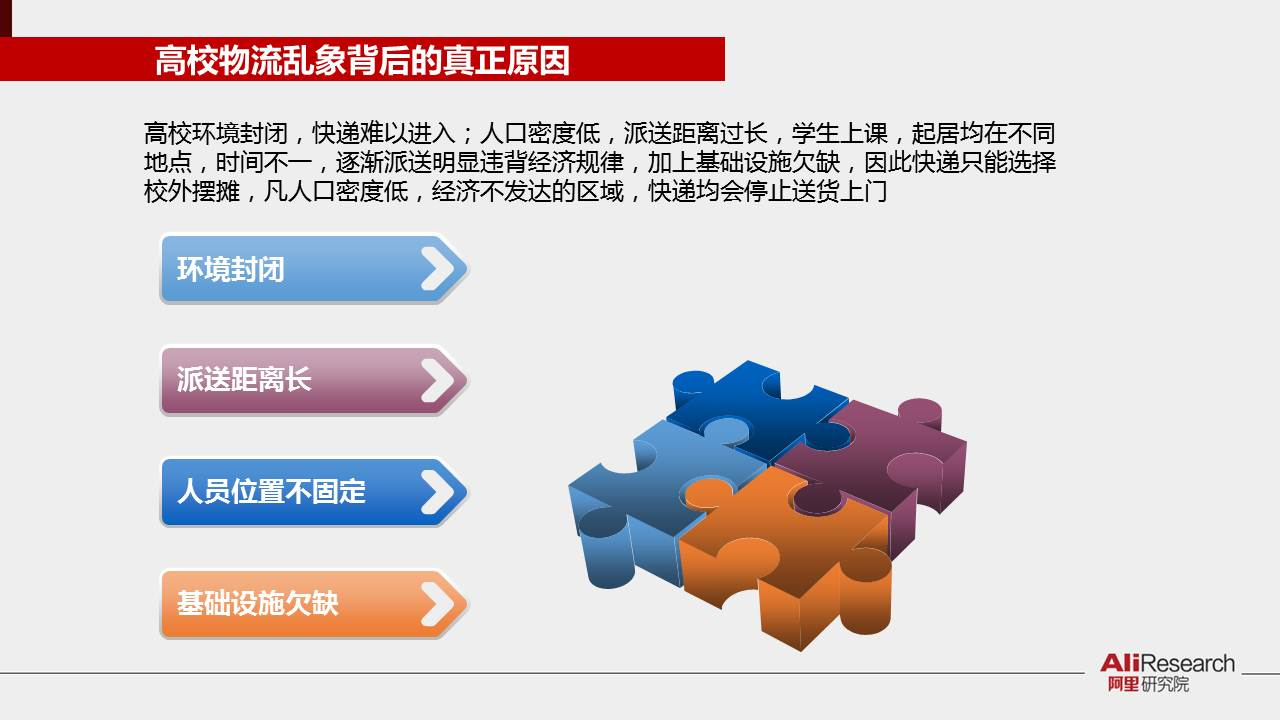 高校物流乱象背后的真正原因
高校环境封闭，快递难以进入；人口密度低，派送距离过长，学生上课，起居均在不同
地点，时间不一，逐渐派送明显违背经济规律，加上基础设施欠缺，因此快递只能选择
校外摆摊，凡人口密度低，经济不发达的区域，快递均会停止送货上门
环境封闭
派送距离长
人员位置不固定
基础设施欠缺
AliResearch
阿里研究院